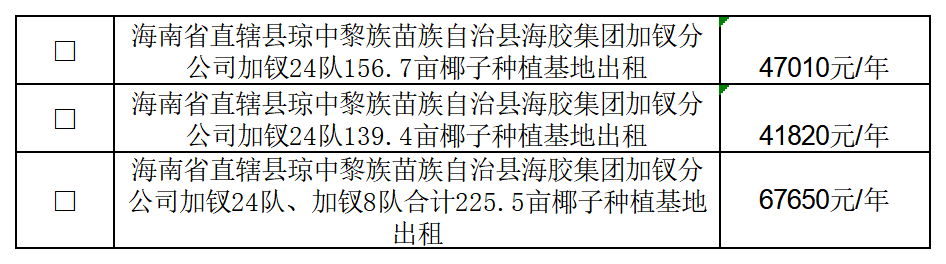 □
海南省直辖县琼中黎族苗族自治县海胶集团加钗分
公司加钗24队156.7亩椰子种植基地出租
47010元/年
□
海南省直辖县琼中黎族苗族自治县海胶集团加钗分
公司加钗24队139.4亩椰子种植基地出租
41820元/年
□
海南省直辖县琼中黎族苗族自治县海胶集团加钗分
公司加钗24队、加钗8队合计225.5亩椰子种植基地
出租
67650元/年